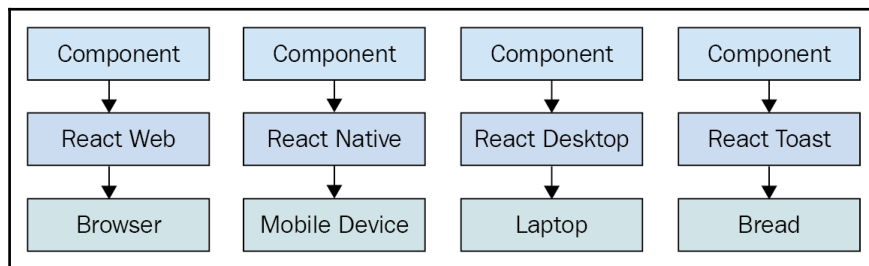 Component
Component
Component
Component
React Web
React Native
React Desktop
React Toast
Browser
Mobile Device
Laptop
Bread